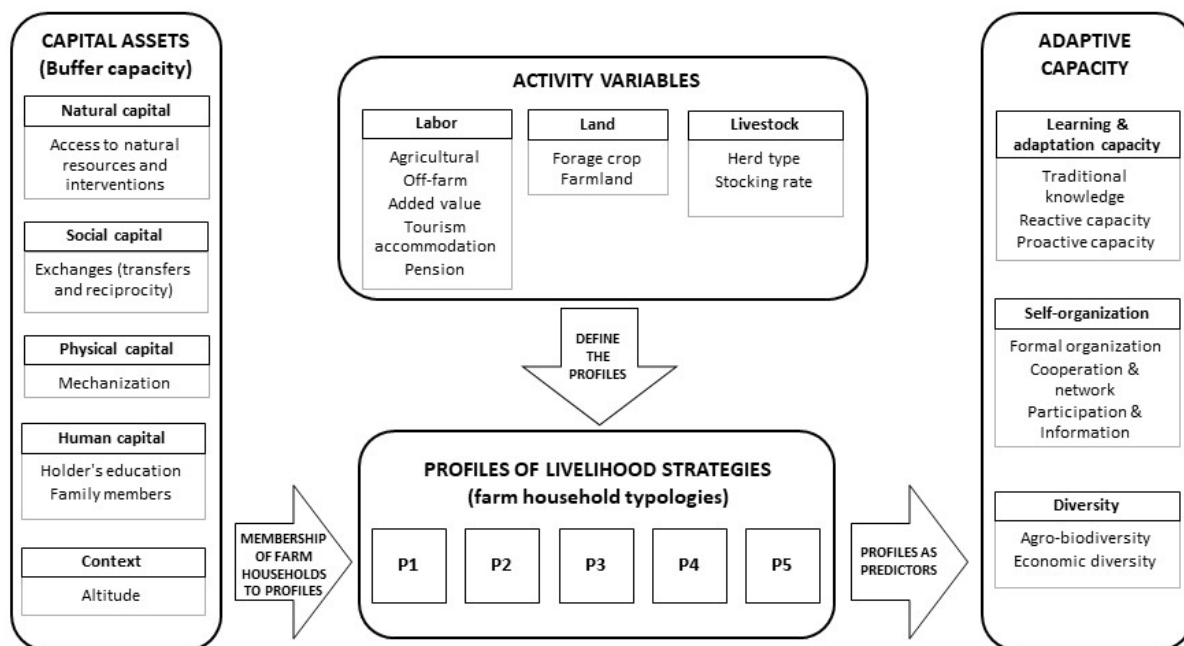 CAPITAL ASSETS
(Buffer capacity)
Natural capital
Access to natural
resources and
interventions
Social capital
Exchanges (transfers
and reciprocity)
Physical capital
Mechanization
Human capital
Holder's education
Family members
Context
Altitude
MEMBERSHIP
OF FARM
HOUSEHOLDS
TO PROFILES
ACTIVITY VARIABLES
Labor
Agricultural
Off-farm
Added value
Tourism
accommodation
Pension
Land
Forage crop
Farmland
Livestock
Herd type
Stocking rate
DEFINE
THE
PROFILES
PROFILES OF LIVELIHOOD STRATEGIES
(farm household typologies)
P1
P2
P3
P4
P5
PROFILES AS
PREDICTORS
ADAPTIVE
CAPACITY
Learning &
adaptation capacity
Traditional
knowledge
Reactive capacity
Proactive capacity
Self-organization
Formal organization
Cooperation &
network
Participation &
Information
Diversity
Agro-biodiversity
Economic diversity